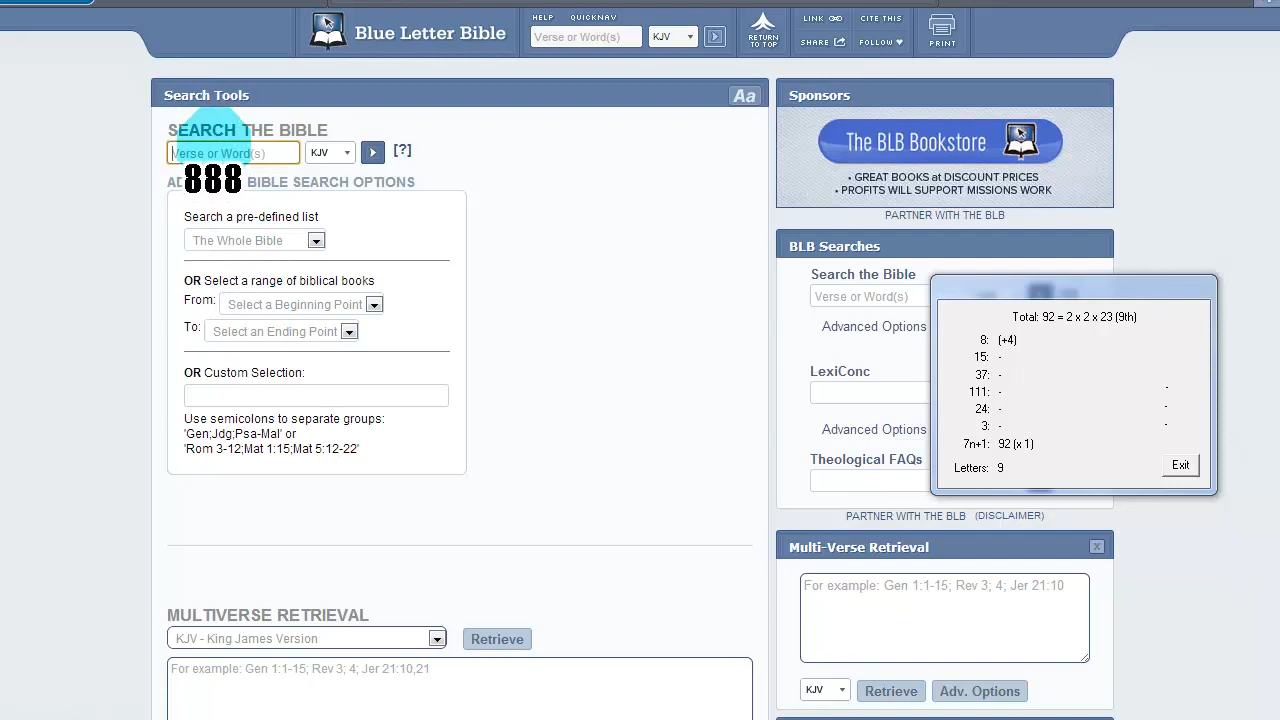 HELP QUICKNAV
Blue Letter Bible
Verse or Word(s) KJV
RETURN TO TOP
LINK CITE THIS
SHARE FOLLOW
PRINT
Search Tools Aa
SEARCH THE BIBLE
Verse or Word(s) KJV [?]
888
AD BIBLE SEARCH OPTIONS
Search a pre-defined list
The Whole Bible
OR Select a range of biblical books
From: Select a Beginning Point
To: Select an Ending Point
OR Custom Selection:
Use semicolons to separate groups:
'Gen;Jdg;Psa-Mal' or
'Rom 3-12;Mat 1:15;Mat 5:12-22'
MULTIVERSE RETRIEVAL
KJV - King James Version Retrieve
For example: Gen 1:1-15; Rev 3; 4; Jer 21:10,21
Sponsors
The BLB Bookstore
• GREAT BOOKS at DISCOUNT PRICES
• PROFITS WILL SUPPORT MISSIONS WORK
PARTNER WITH THE BLB
BLB Searches
Search the Bible
Verse or Word(s)
Advanced Options
LexiConc
Advanced Options
Theological FAQs
Total: 92 = 2 x 2 x 23 (9th)
8: (+4)
15: -
37: -
111: - -
24: - -
3: - -
7n+1: 92 (x 1)
Letters: 9
Exit
PARTNER WITH THE BLB (DISCLAIMER)
Multi-Verse Retrieval x
For example: Gen 1:1-15; Rev 3; 4; Jer 21:10
KJV Retrieve Adv. Options